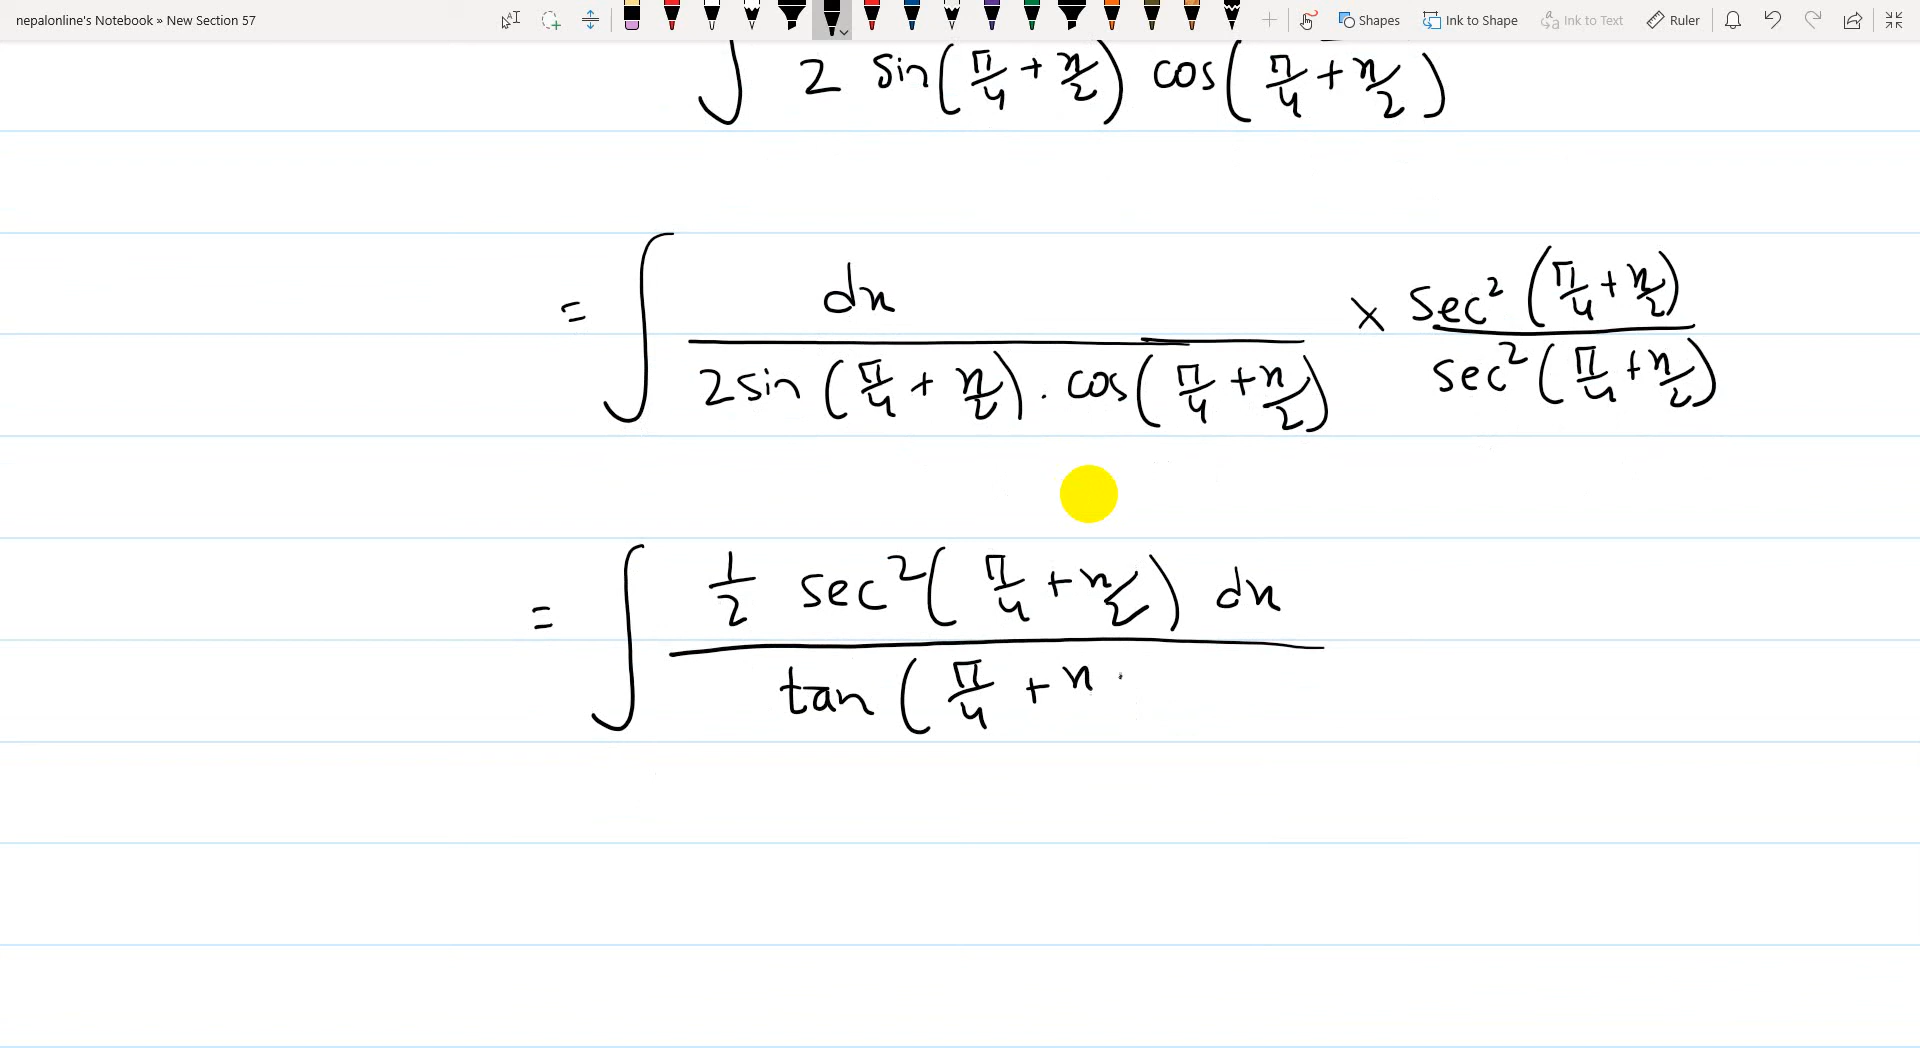 nepalonline's Notebook » New Section 57
Shapes Ink to Shape Ink to Text Ruler
∫ 2 sin(π/4 + x/2) cos(π/4 + x/2)
= ∫ dx / 2sin(π/4 + x/2) . cos(π/4 + x/2) × sec²(π/4 + x/2) / sec²(π/4 + x/2)
= ∫ 1/2 sec²(π/4 + x/2) dx / tan(π/4 + x